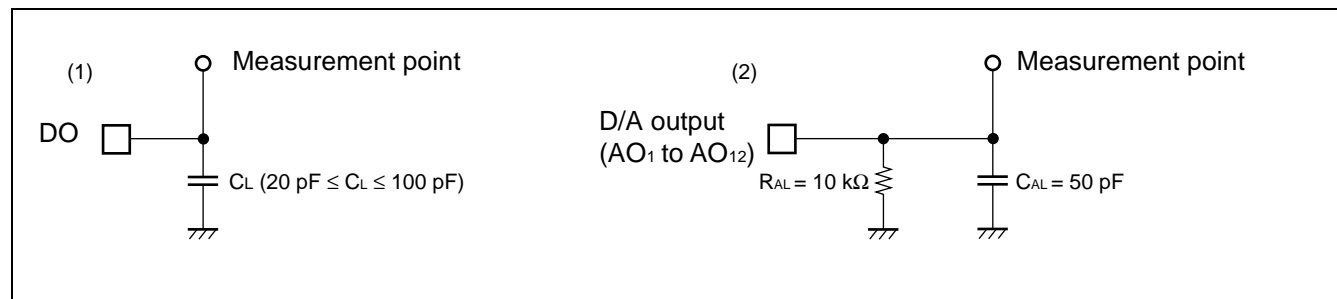 (1)
Measurement point
DO
CL (20 pF ≤ CL ≤ 100 pF)
(2)
Measurement point
D/A output
(AO1 to AO12)
RAL = 10 kΩ
CAL = 50 pF